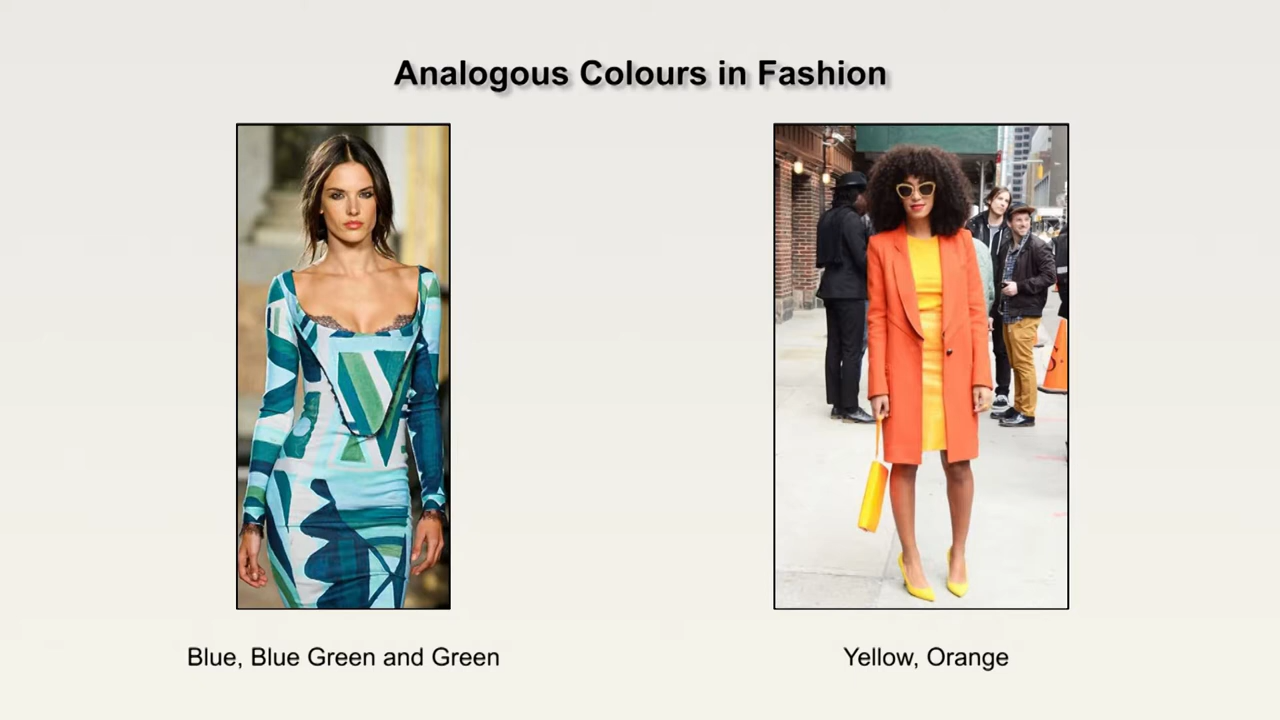 Analogous Colours in Fashion
Blue, Blue Green and Green
Yellow, Orange